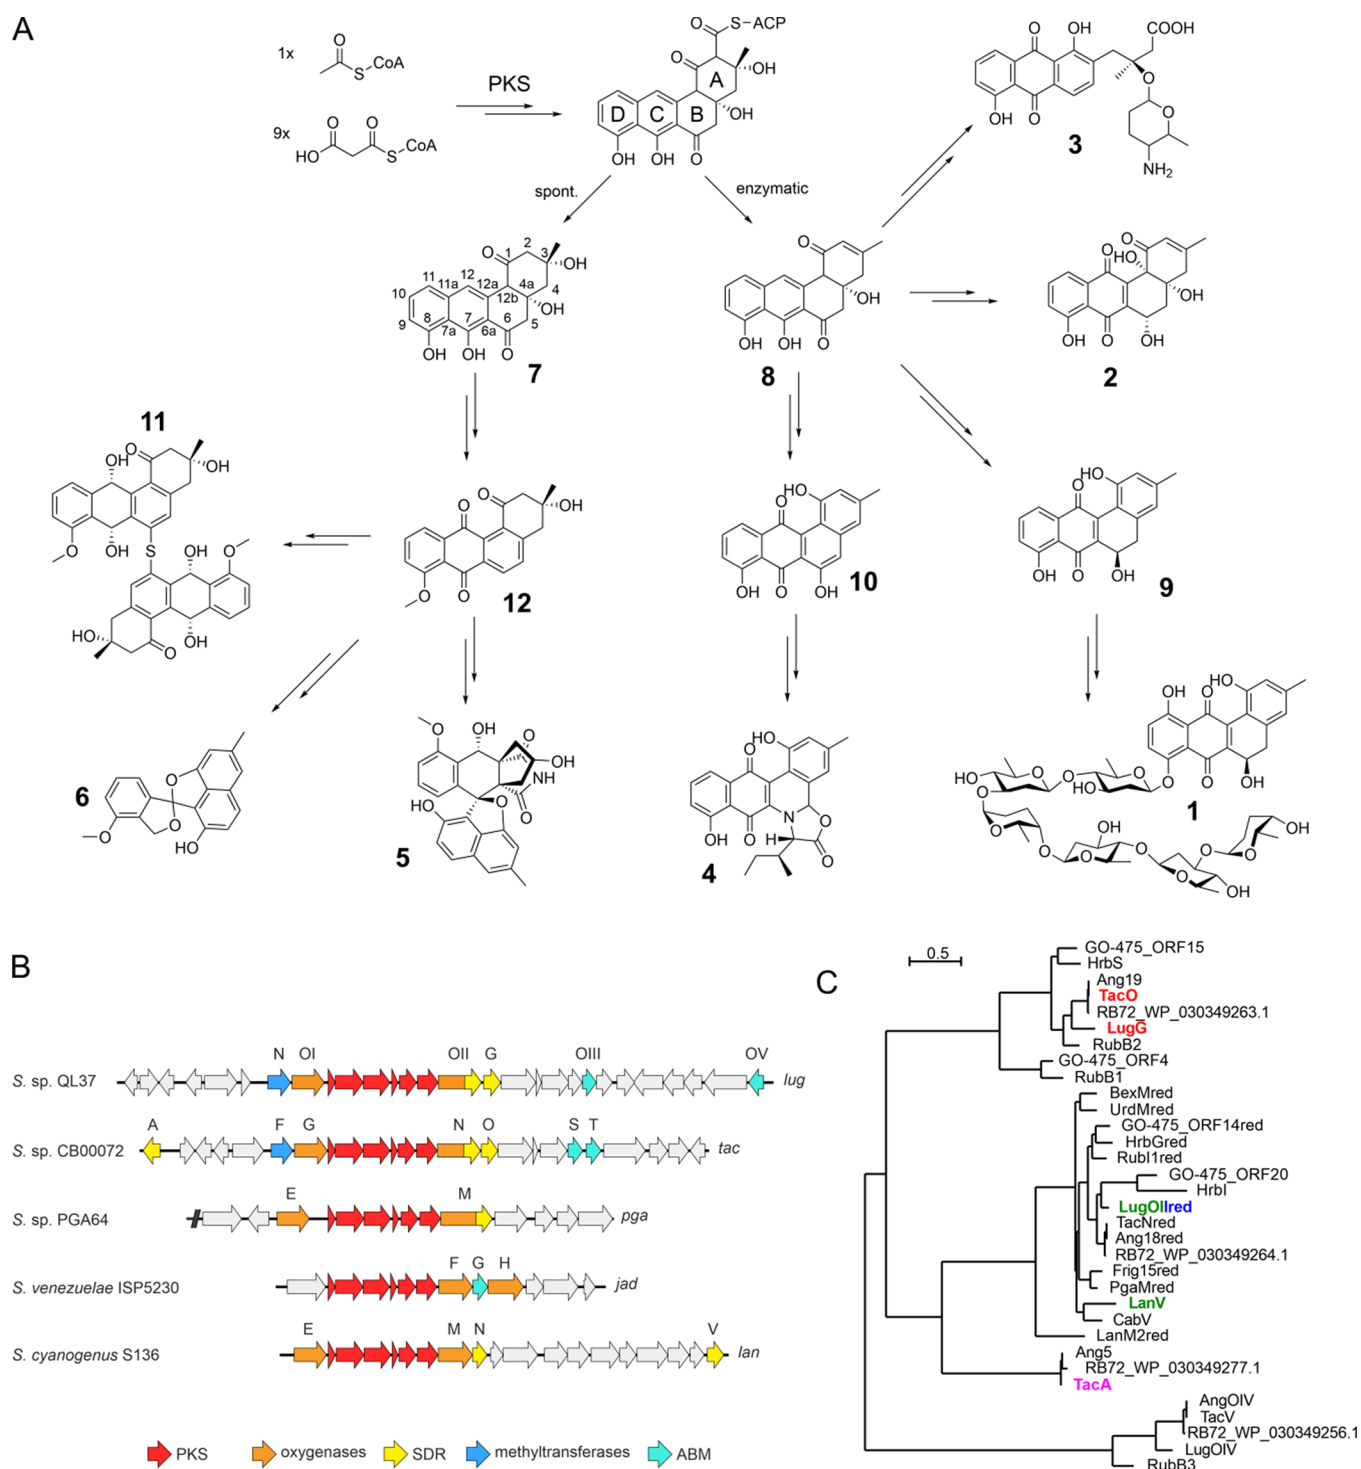 A
1x
O
S
CoA
9x
HO
O
O
S
CoA
PKS
O
S
ACP
O
A
OH
D
C
B
OH
OH
OH
O
spont.
enzymatic
O
O
OH
COOH
O
OH
O
O
NH2
3
O
1
2
3
OH
11
12
4a
4
10
11a
12a
12b
OH
9
8
7
6
5
7a
6a
OH
OH
O
7
O
OH
OH
OH
O
8
O
O
HO
OH
O
OH
OH
2
11
OH
O
OH
O
OH
S
OH
O
HO
OH
O
O
O
OH
O
O
12
HO
O
OH
O
OH
10
HO
O
OH
O
OH
9
O
O
O
HO
6
O
OH
O
OH
NH
O
HO
O
5
HO
O
OH
O
N
O
H
O
4
OH
O
HO
O
O
OH
HO
O
O
O
HO
O
O
O
O
OH
O
O
O
O
O
O
OH
OH
1
B
N OI OII G OIII OV
S. sp. QL37 lug
A F G N O S T
S. sp. CB00072 tac
E M
S. sp. PGA64 pga
F G H
S. venezuelae ISP5230 jad
E M N V
S. cyanogenus S136 lan
PKS oxygenases SDR methyltransferases ABM
C
0.5
GO-475_ORF15
HrbS
Ang19
TacO
RB72_WP_030349263.1
LugG
RubB2
GO-475_ORF4
RubB1
BexMred
UrdMred
GO-475_ORF14red
HrbGred
RubI1red
GO-475_ORF20
HrbI
LugOIIred
TacNred
Ang18red
RB72_WP_030349264.1
Frig15red
PgaMred
LanV
CabV
LanM2red
Ang5
RB72_WP_030349277.1
TacA
AngOIV
TacV
RB72_WP_030349256.1
LugOIV
RubB3